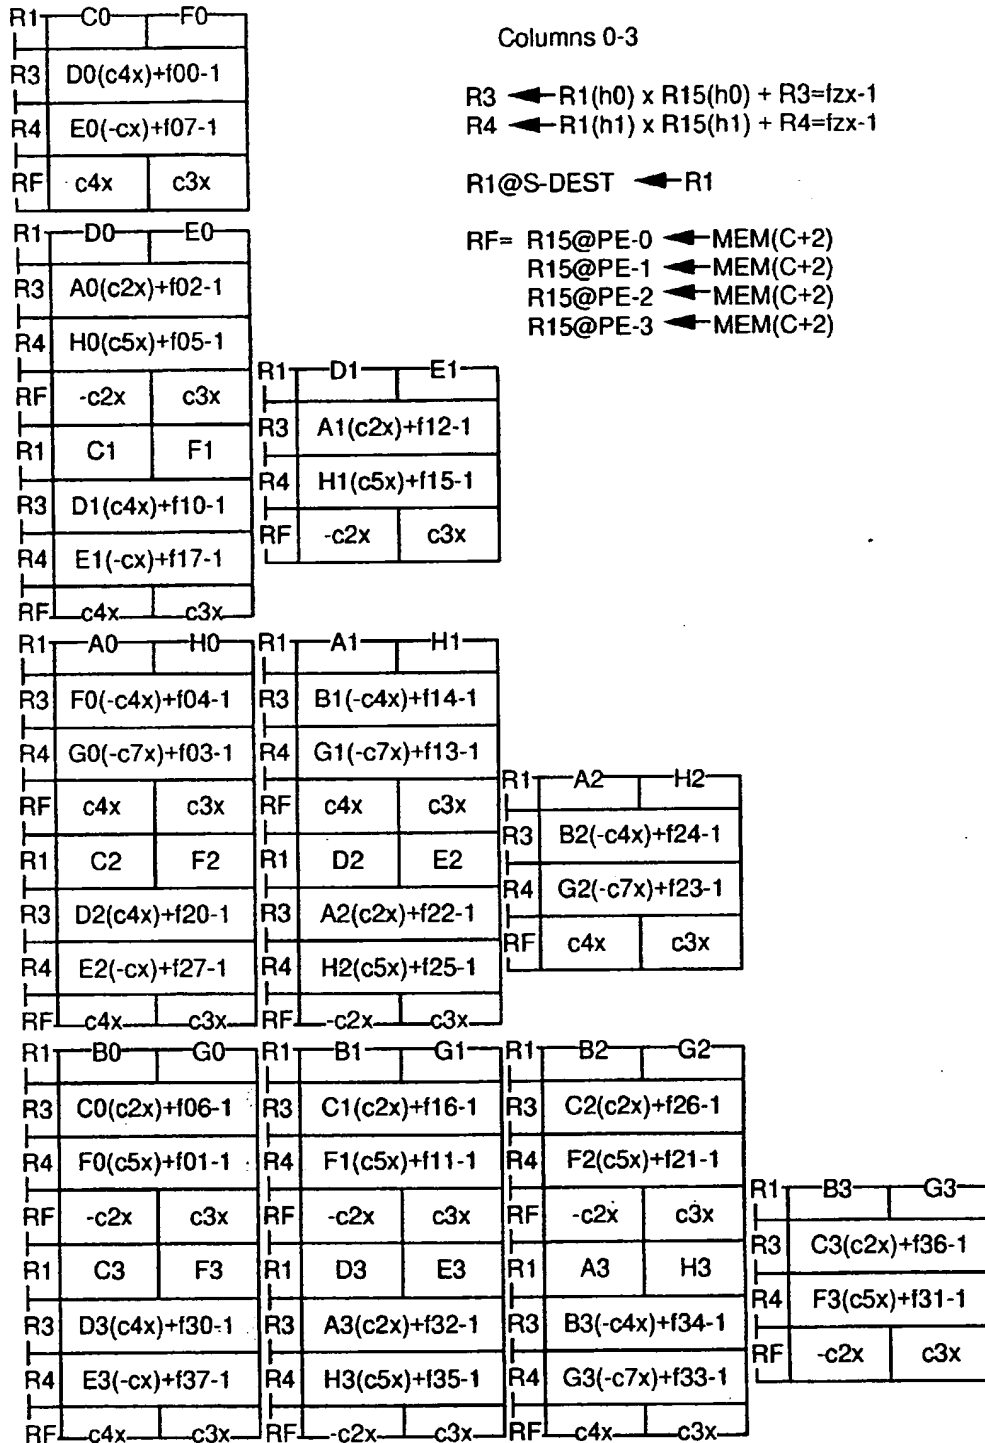 Columns 0-3
R3 ← R1(h0) x R15(h0) + R3=fzx-1
R4 ← R1(h1) x R15(h1) + R4=fzx-1
R1@S-DEST ← R1
RF= R15@PE-0 ← MEM(C+2)
R15@PE-1 ← MEM(C+2)
R15@PE-2 ← MEM(C+2)
R15@PE-3 ← MEM(C+2)
R1 C0 F0
R3 D0(c4x)+f00-1
R4 E0(-cx)+f07-1
RF c4x c3x
R1 D0 E0
R3 A0(c2x)+f02-1
R4 H0(c5x)+f05-1
RF -c2x c3x
R1 C1 F1
R3 D1(c4x)+f10-1
R4 E1(-cx)+f17-1
RF c4x c3x
R1 D1 E1
R3 A1(c2x)+f12-1
R4 H1(c5x)+f15-1
RF -c2x c3x
R1 A0 H0
R3 F0(-c4x)+f04-1
R4 G0(-c7x)+f03-1
RF c4x c3x
R1 C2 F2
R3 D2(c4x)+f20-1
R4 E2(-cx)+f27-1
RF c4x c3x
R1 A1 H1
R3 B1(-c4x)+f14-1
R4 G1(-c7x)+f13-1
RF c4x c3x
R1 D2 E2
R3 A2(c2x)+f22-1
R4 H2(c5x)+f25-1
RF -c2x c3x
R1 A2 H2
R3 B2(-c4x)+f24-1
R4 G2(-c7x)+f23-1
RF c4x c3x
R1 B0 G0
R3 C0(c2x)+f06-1
R4 F0(c5x)+f01-1
RF -c2x c3x
R1 C3 F3
R3 D3(c4x)+f30-1
R4 E3(-cx)+f37-1
RF c4x c3x
R1 B1 G1
R3 C1(c2x)+f16-1
R4 F1(c5x)+f11-1
RF -c2x c3x
R1 D3 E3
R3 A3(c2x)+f32-1
R4 H3(c5x)+f35-1
RF -c2x c3x
R1 B2 G2
R3 C2(c2x)+f26-1
R4 F2(c5x)+f21-1
RF -c2x c3x
R1 A3 H3
R3 B3(-c4x)+f34-1
R4 G3(-c7x)+f33-1
RF c4x c3x
R1 B3 G3
R3 C3(c2x)+f36-1
R4 F3(c5x)+f31-1
RF -c2x c3x